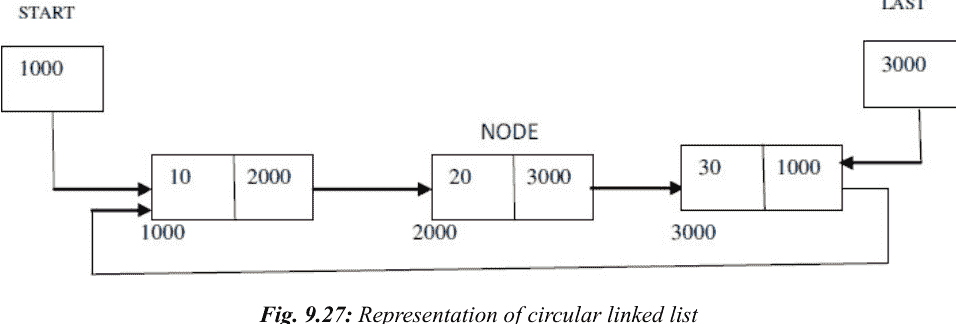 START
LAST
1000
3000
NODE
10 2000
20 3000
30 1000
1000
2000
3000
Fig. 9.27: Representation of circular linked list